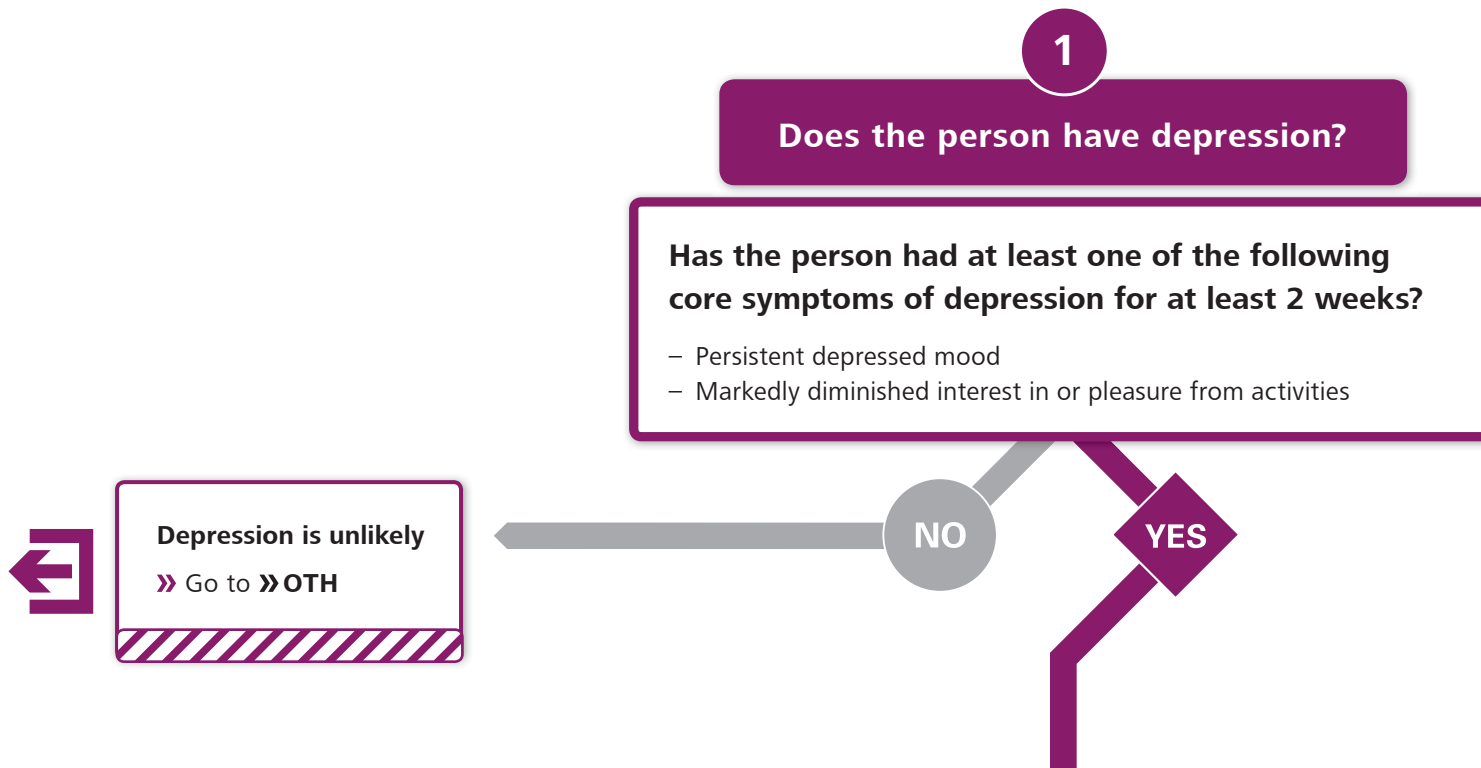 1
Does the person have depression?
Has the person had at least one of the following
core symptoms of depression for at least 2 weeks?
– Persistent depressed mood
– Markedly diminished interest in or pleasure from activities
NO
YES
Depression is unlikely
» Go to »OTH